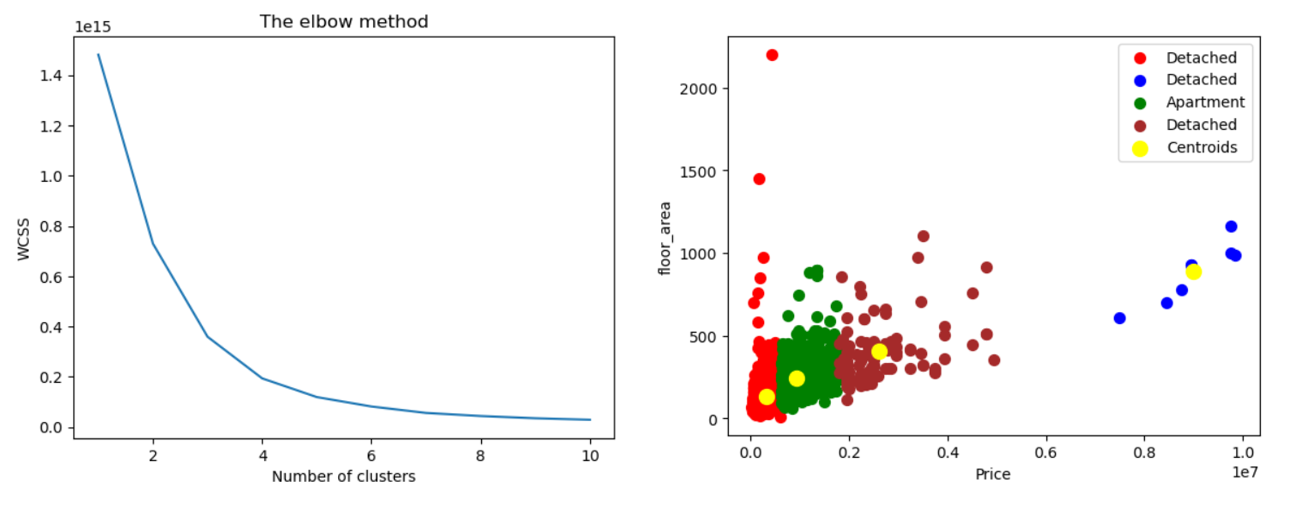 The elbow method
1e15
1.4
1.2
1.0
0.8
0.6
0.4
0.2
0.0
WCSS
2 4 6 8 10
Number of clusters
Detached
Detached
Apartment
Detached
Centroids
2000
1500
1000
500
0
floor_area
0.0 0.2 0.4 0.6 0.8 1.0
1e7
Price